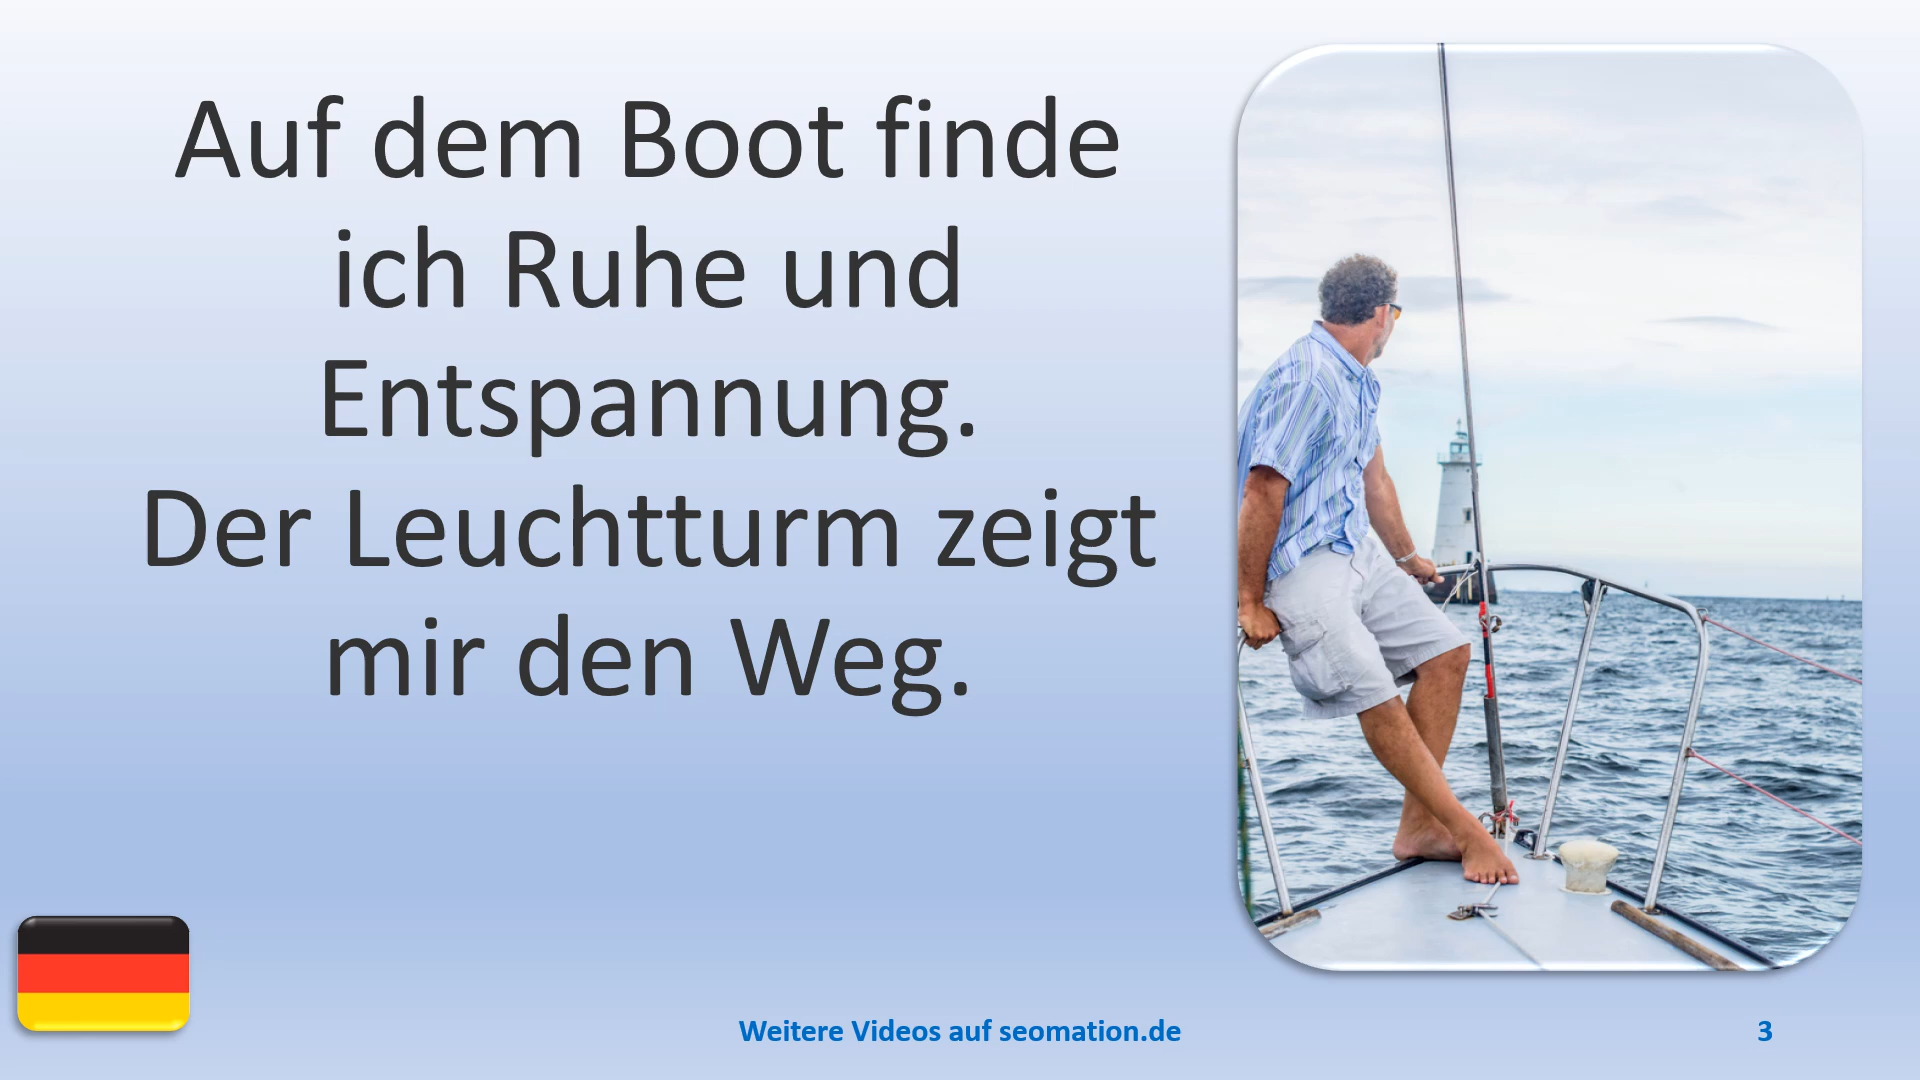 Auf dem Boot finde
ich Ruhe und
Entspannung.
Der Leuchtturm zeigt
mir den Weg.
Weitere Videos auf seomation.de
3